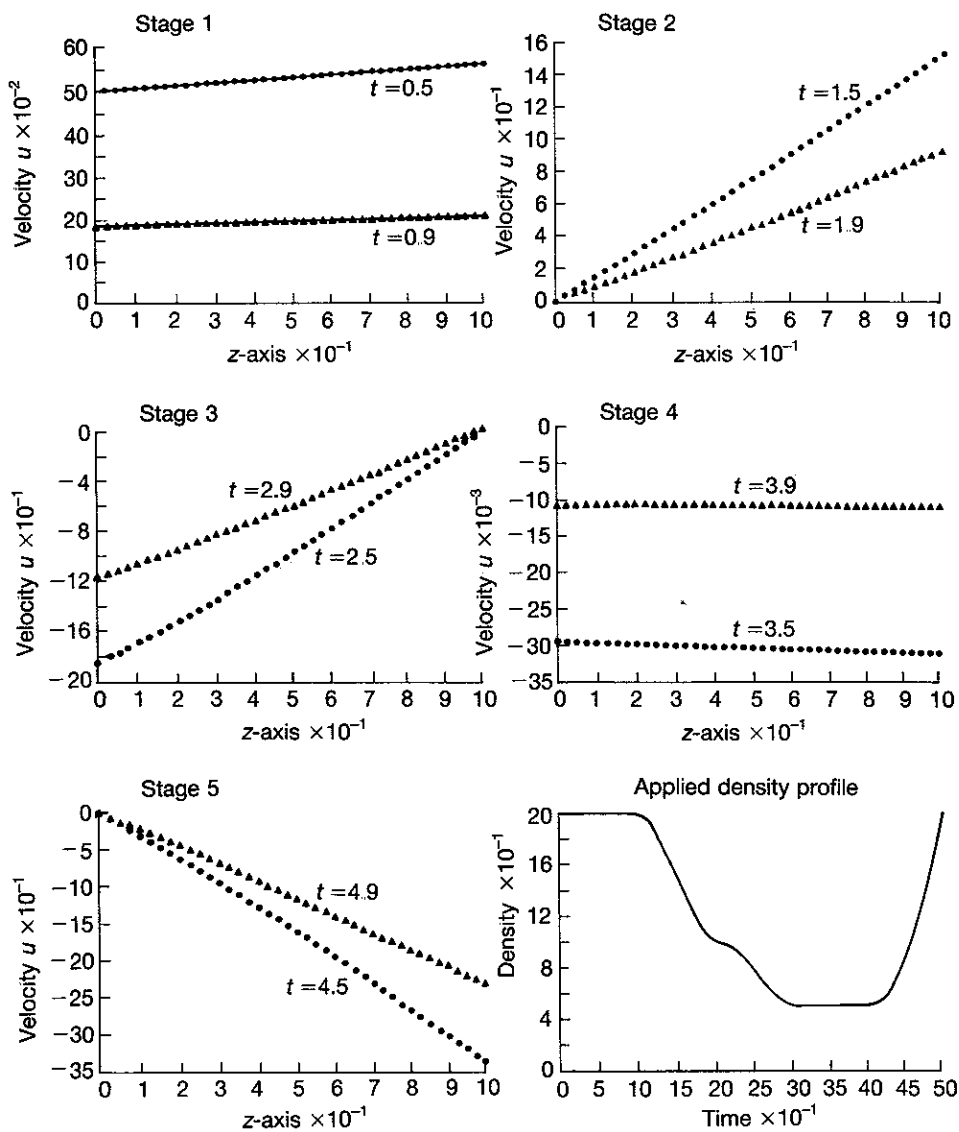 Stage 1
60
50
40
30
20
10
0
Velocity u ×10⁻²
t =0.5
t =0.9
0 1 2 3 4 5 6 7 8 9 10
z-axis ×10⁻¹
Stage 2
16
14
12
10
8
6
4
2
0
Velocity u ×10⁻¹
t =1.5
t =1.9
0 1 2 3 4 5 6 7 8 9 10
z-axis ×10⁻¹
Stage 3
0
−4
−8
−12
−16
−20
Velocity u ×10⁻¹
t =2.9
t =2.5
0 1 2 3 4 5 6 7 8 9 10
z-axis ×10⁻¹
Stage 4
0
−5
−10
−15
−20
−25
−30
−35
Velocity u ×10⁻³
t =3.9
t =3.5
0 1 2 3 4 5 6 7 8 9 10
z-axis ×10⁻¹
Stage 5
0
−5
−10
−15
−20
−25
−30
−35
Velocity u ×10⁻¹
t =4.9
t =4.5
0 1 2 3 4 5 6 7 8 9 10
z-axis ×10⁻¹
Applied density profile
20
16
12
8
4
0
Density ×10⁻¹
0 5 10 15 20 25 30 40 45 50
Time ×10⁻¹